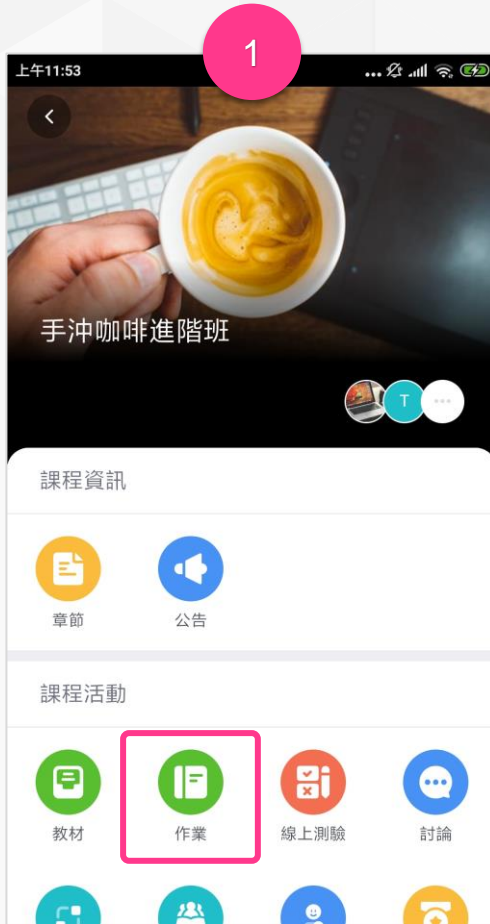 1
上午11:53
手沖咖啡進階班
T
課程資訊
章節
公告
課程活動
教材
作業
線上測驗
討論